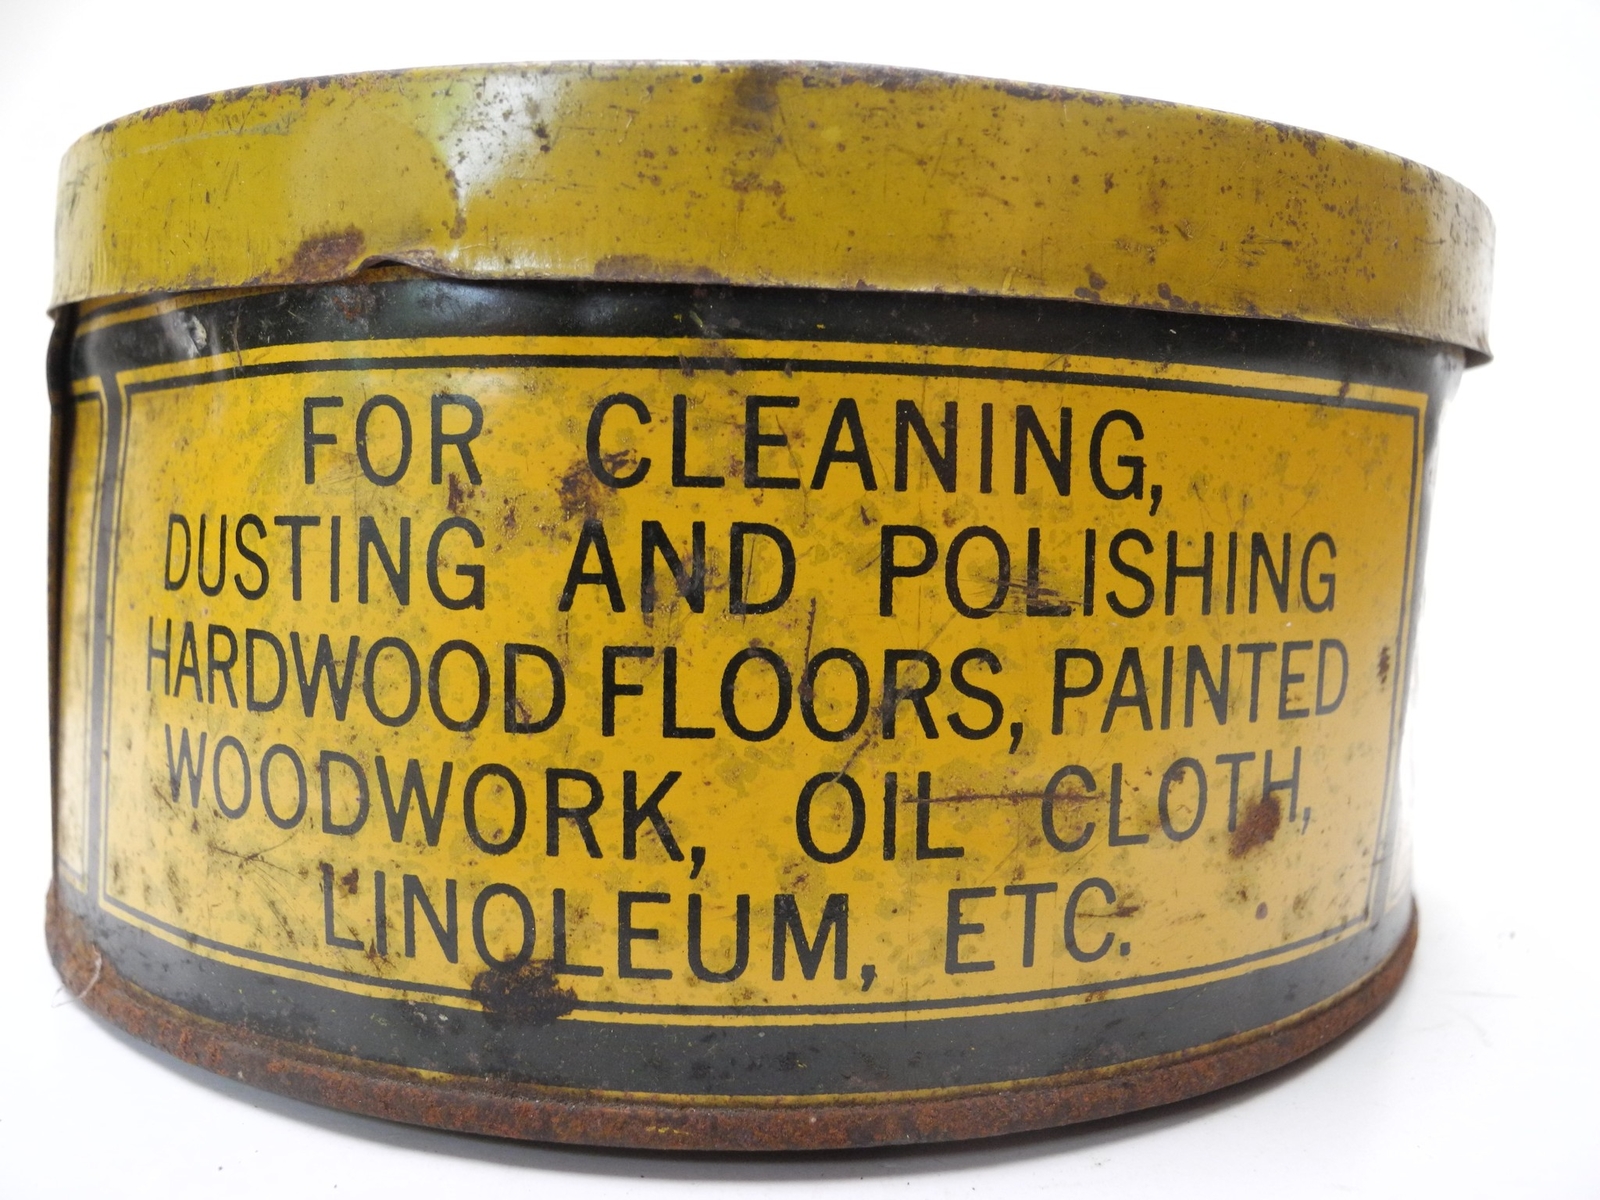 FOR CLEANING,
DUSTING AND POLISHING
HARDWOOD FLOORS, PAINTED
WOODWORK, OIL CLOTH,
LINOLEUM, ETC.